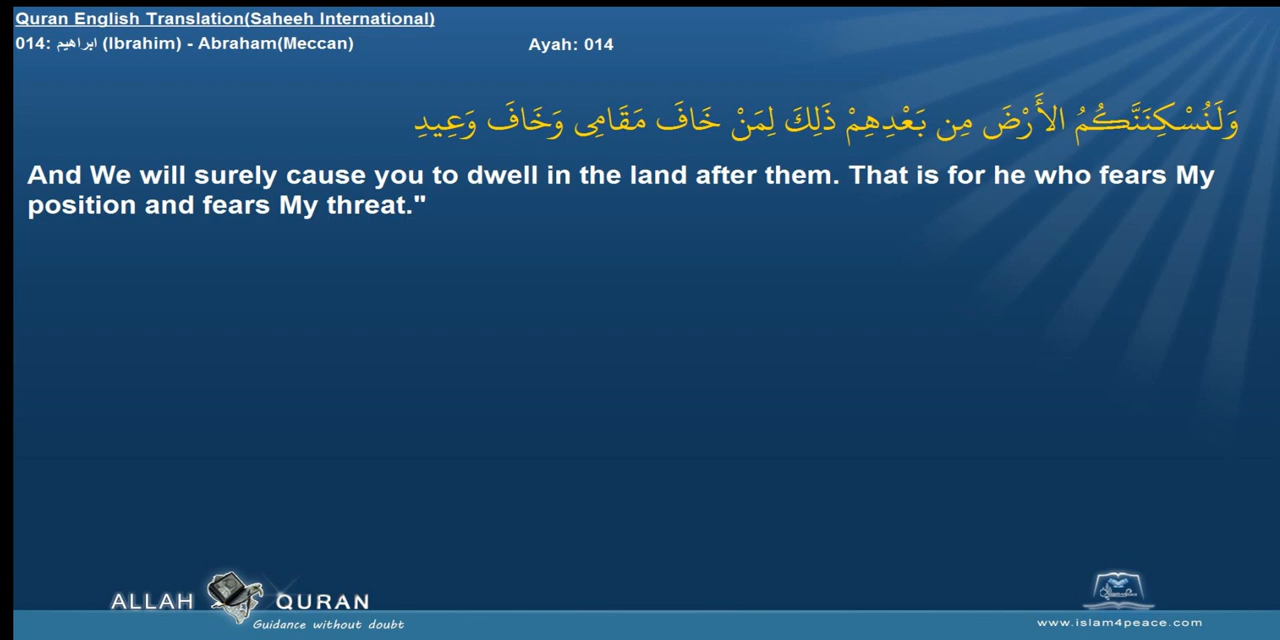 Quran English Translation(Saheeh International)
014: ابراهيم (Ibrahim) - Abraham(Meccan) Ayah: 014
وَلَنُسْكِنَنَّكُمُ الأَرْضَ مِن بَعْدِهِمْ ذَلِكَ لِمَنْ خَافَ مَقَامِى وَخَافَ وَعِيدِ
And We will surely cause you to dwell in the land after them. That is for he who fears My
position and fears My threat."
ALLAH QURAN
Guidance without doubt
www.islam4peace.com